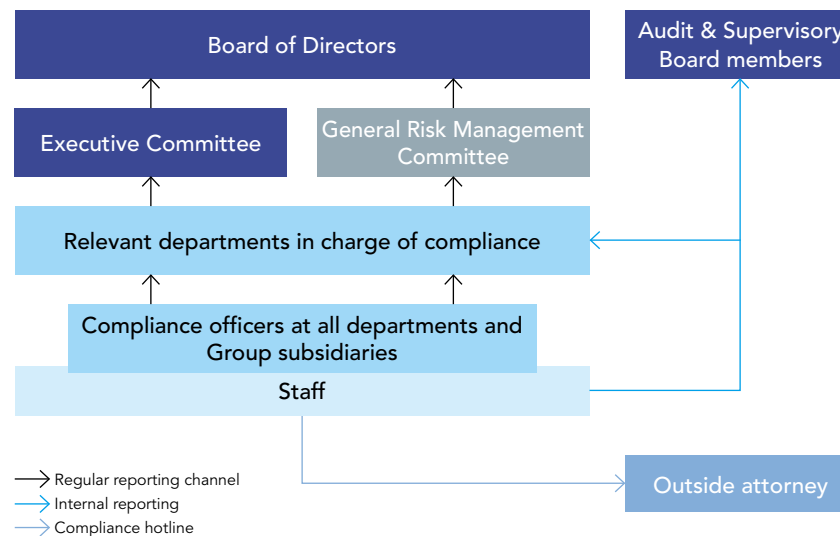 Board of Directors
Audit & Supervisory
Board members
Executive Committee
General Risk Management
Committee
Relevant departments in charge of compliance
Compliance officers at all departments and
Group subsidiaries
Staff
Outside attorney
Regular reporting channel
Internal reporting
Compliance hotline